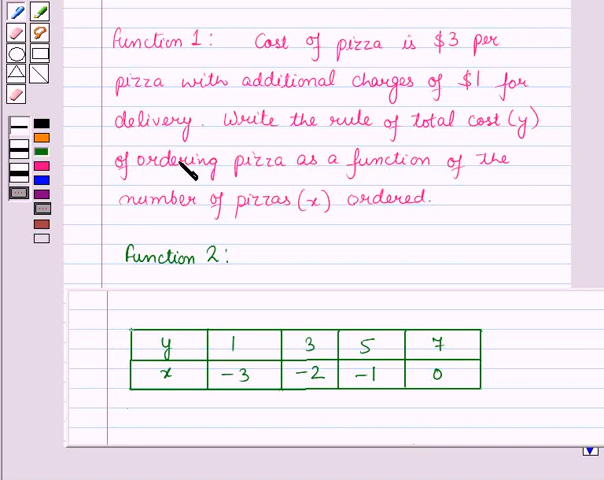 Function 1: Cost of pizza is $3 per
pizza with additional charges of $1 for
delivery. Write the rule of total cost (y)
of ordering pizza as a function of the
number of pizzas (x) ordered.
Function 2:
y 1 3 5 7
x -3 -2 -1 0